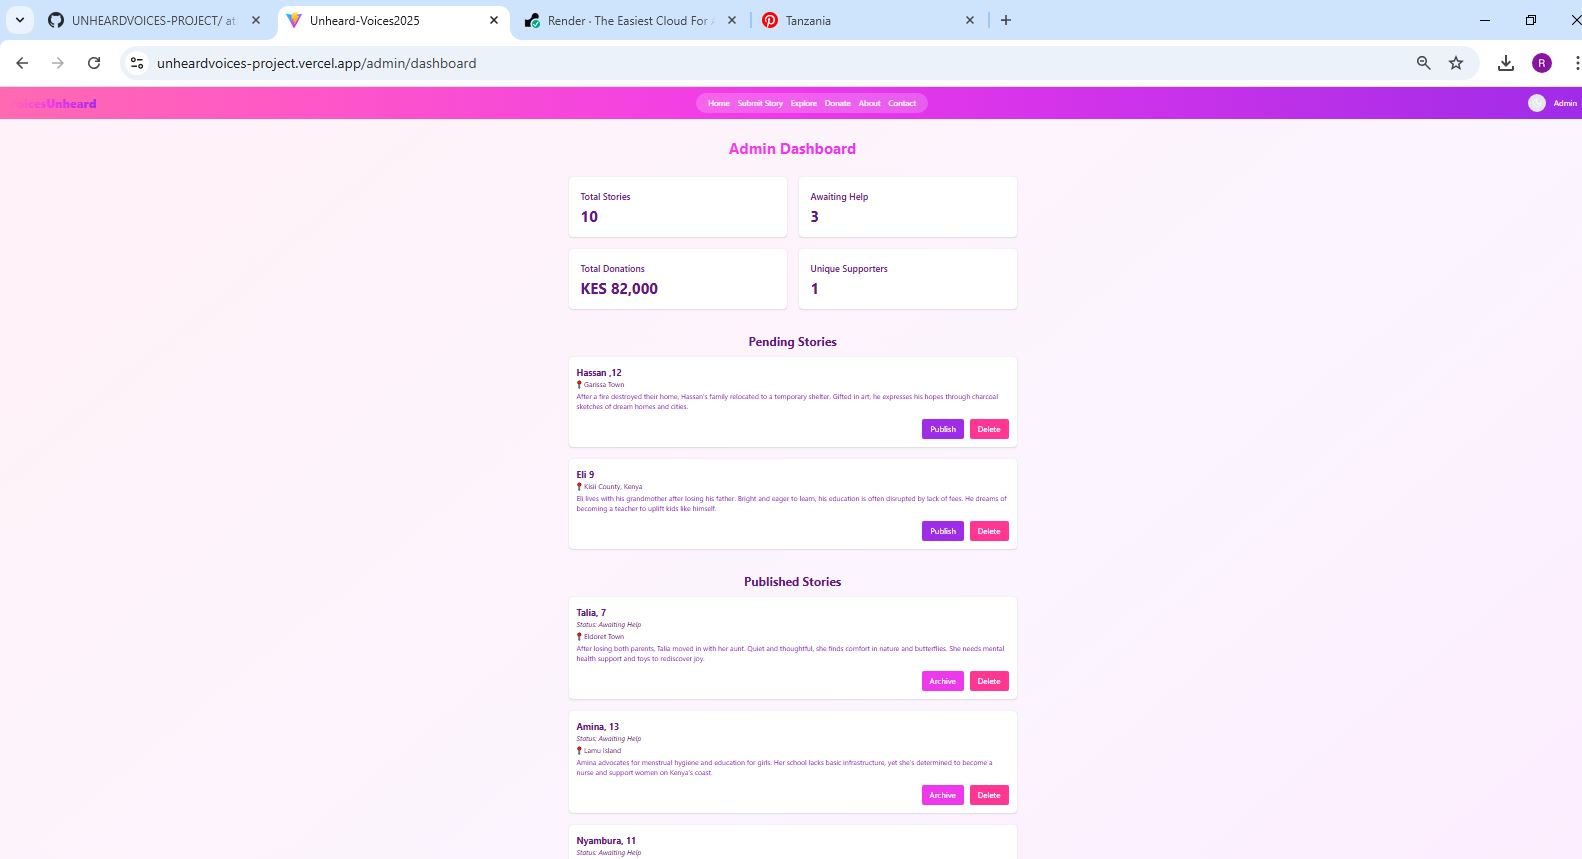 UNHEARDVOICES-PROJECT/ at
Unheard-Voices2025
Render · The Easiest Cloud For
Tanzania
unheardvoices-project.vercel.app/admin/dashboard
R
oicesUnheard
Home Submit Story Explore Donate About Contact
Admin
Admin Dashboard
Total Stories
10
Awaiting Help
3
Total Donations
KES 82,000
Unique Supporters
1
Pending Stories
Hassan ,12
Garissa Town
After a fire destroyed their home, Hassan's family relocated to a temporary shelter. Gifted in art, he expresses his hopes through charcoal
sketches of dream homes and cities.
Publish Delete
Eli 9
Kisii County, Kenya
Eli lives with his grandmother after losing his father. Bright and eager to learn, his education is often disrupted by lack of fees. He dreams of
becoming a teacher to uplift kids like himself.
Publish Delete
Published Stories
Talia, 7
Status: Awaiting Help
Eldoret Town
After losing both parents, Talia moved in with her aunt. Quiet and thoughtful, she finds comfort in nature and butterflies. She needs mental
health support and toys to rediscover joy.
Archive Delete
Amina, 13
Status: Awaiting Help
Lamu Island
Amina advocates for menstrual hygiene and education for girls. Her school lacks basic infrastructure, yet she's determined to become a
nurse and support women on Kenya's coast.
Archive Delete
Nyambura, 11
Status: Awaiting Help